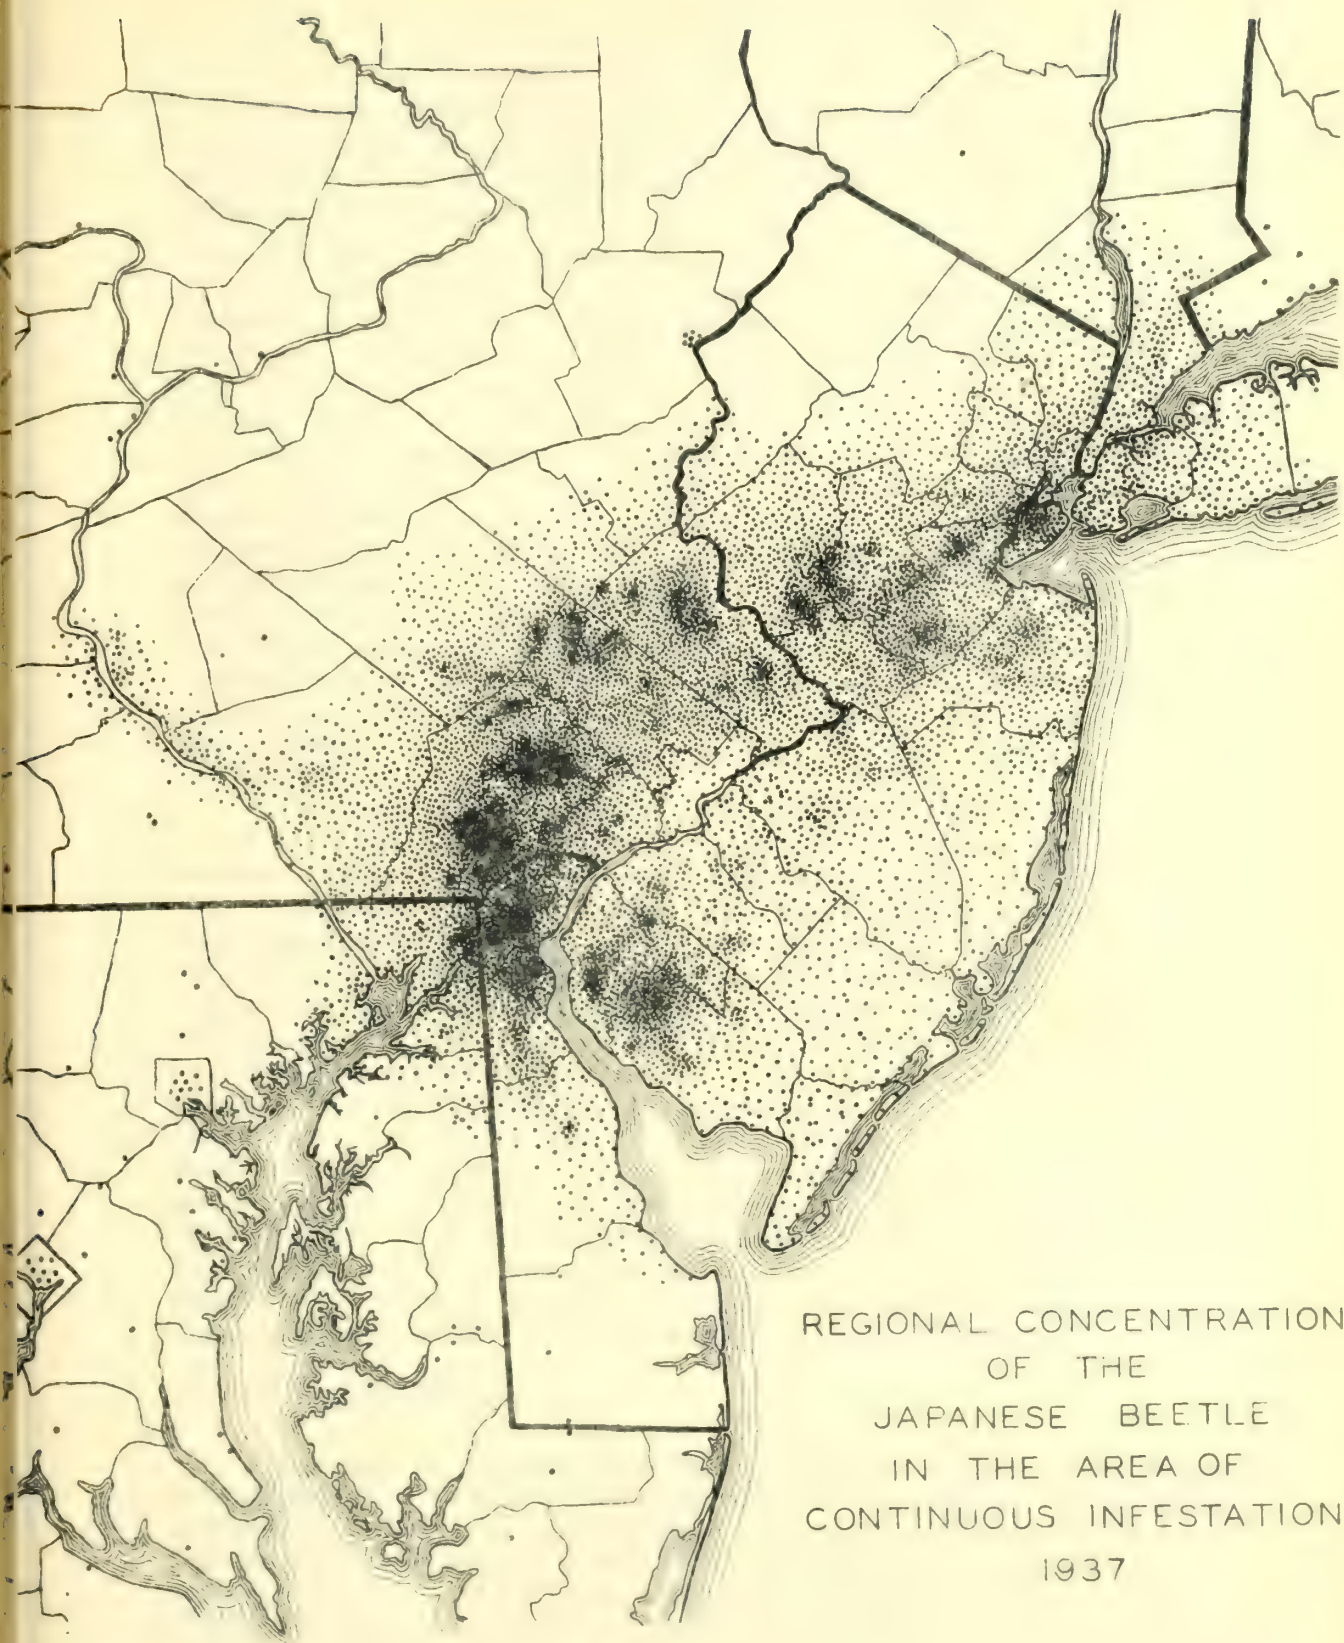 REGIONAL CONCENTRATION
OF THE
JAPANESE BEETLE
IN THE AREA OF
CONTINUOUS INFESTATION
1937